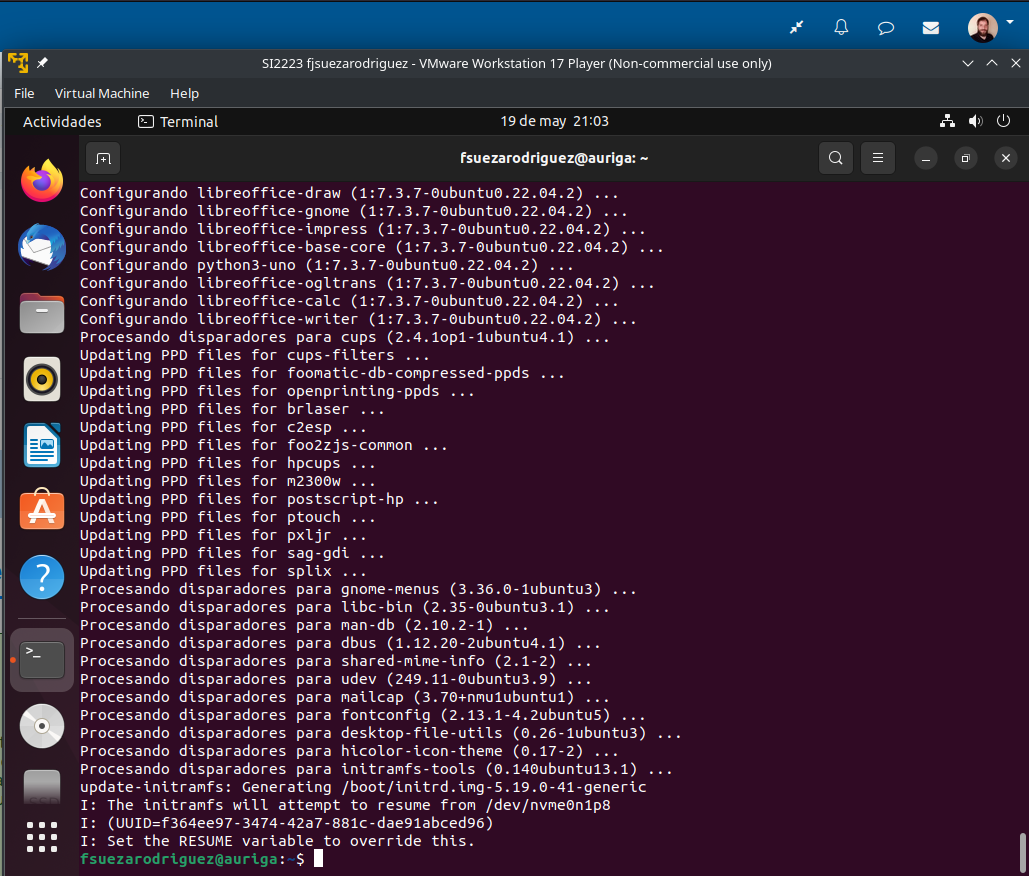 SI2223 fjsuezarodriguez - VMware Workstation 17 Player (Non-commercial use only)
File Virtual Machine Help
Actividades Terminal 19 de may 21:03
fsuezarodriguez@auriga: ~
Configurando libreoffice-draw (1:7.3.7-0ubuntu0.22.04.2) ...
Configurando libreoffice-gnome (1:7.3.7-0ubuntu0.22.04.2) ...
Configurando libreoffice-impress (1:7.3.7-0ubuntu0.22.04.2) ...
Configurando libreoffice-base-core (1:7.3.7-0ubuntu0.22.04.2) ...
Configurando python3-uno (1:7.3.7-0ubuntu0.22.04.2) ...
Configurando libreoffice-ogltrans (1:7.3.7-0ubuntu0.22.04.2) ...
Configurando libreoffice-calc (1:7.3.7-0ubuntu0.22.04.2) ...
Configurando libreoffice-writer (1:7.3.7-0ubuntu0.22.04.2) ...
Procesando disparadores para cups (2.4.1op1-1ubuntu4.1) ...
Updating PPD files for cups-filters ...
Updating PPD files for foomatic-db-compressed-ppds ...
Updating PPD files for openprinting-ppds ...
Updating PPD files for brlaser ...
Updating PPD files for c2esp ...
Updating PPD files for foo2zjs-common ...
Updating PPD files for hpcups ...
Updating PPD files for m2300w ...
Updating PPD files for postscript-hp ...
Updating PPD files for ptouch ...
Updating PPD files for pxljr ...
Updating PPD files for sag-gdi ...
Updating PPD files for splix ...
Procesando disparadores para gnome-menus (3.36.0-1ubuntu3) ...
Procesando disparadores para libc-bin (2.35-0ubuntu3.1) ...
Procesando disparadores para man-db (2.10.2-1) ...
Procesando disparadores para dbus (1.12.20-2ubuntu4.1) ...
Procesando disparadores para shared-mime-info (2.1-2) ...
Procesando disparadores para udev (249.11-0ubuntu3.9) ...
Procesando disparadores para mailcap (3.70+nmu1ubuntu1) ...
Procesando disparadores para fontconfig (2.13.1-4.2ubuntu5) ...
Procesando disparadores para desktop-file-utils (0.26-1ubuntu3) ...
Procesando disparadores para hicolor-icon-theme (0.17-2) ...
Procesando disparadores para initramfs-tools (0.140ubuntu13.1) ...
update-initramfs: Generating /boot/initrd.img-5.19.0-41-generic
I: The initramfs will attempt to resume from /dev/nvme0n1p8
I: (UUID=f364ee97-3474-42a7-881c-dae91abced96)
I: Set the RESUME variable to override this.
fsuezarodriguez@auriga:~$